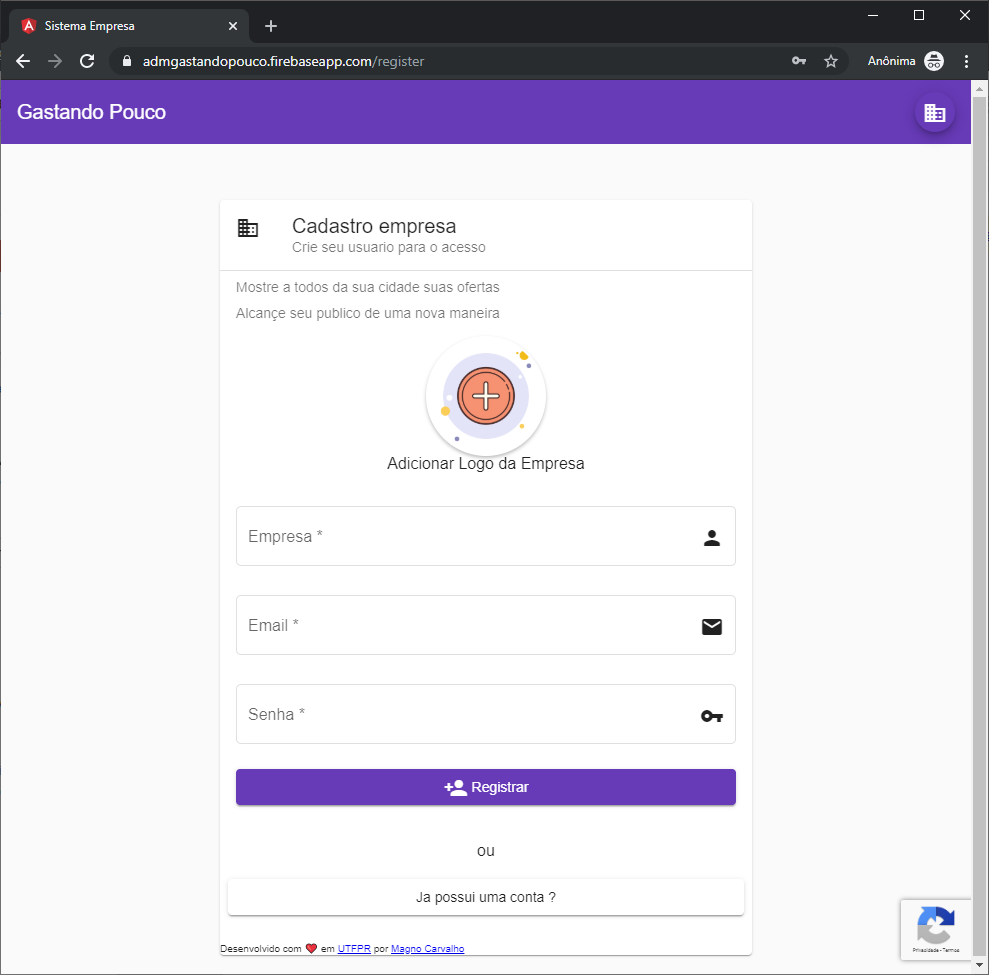 Sistema Empresa
admgastandopouco.firebaseapp.com/register
Anônima
Gastando Pouco
Cadastro empresa
Crie seu usuario para o acesso
Mostre a todos da sua cidade suas ofertas
Alcançe seu publico de uma nova maneira
Adicionar Logo da Empresa
Empresa *
Email *
Senha *
Registrar
ou
Ja possui uma conta ?
Desenvolvido com ❤️ em UTFPR por Magno Carvalho
Privacidade - Termos